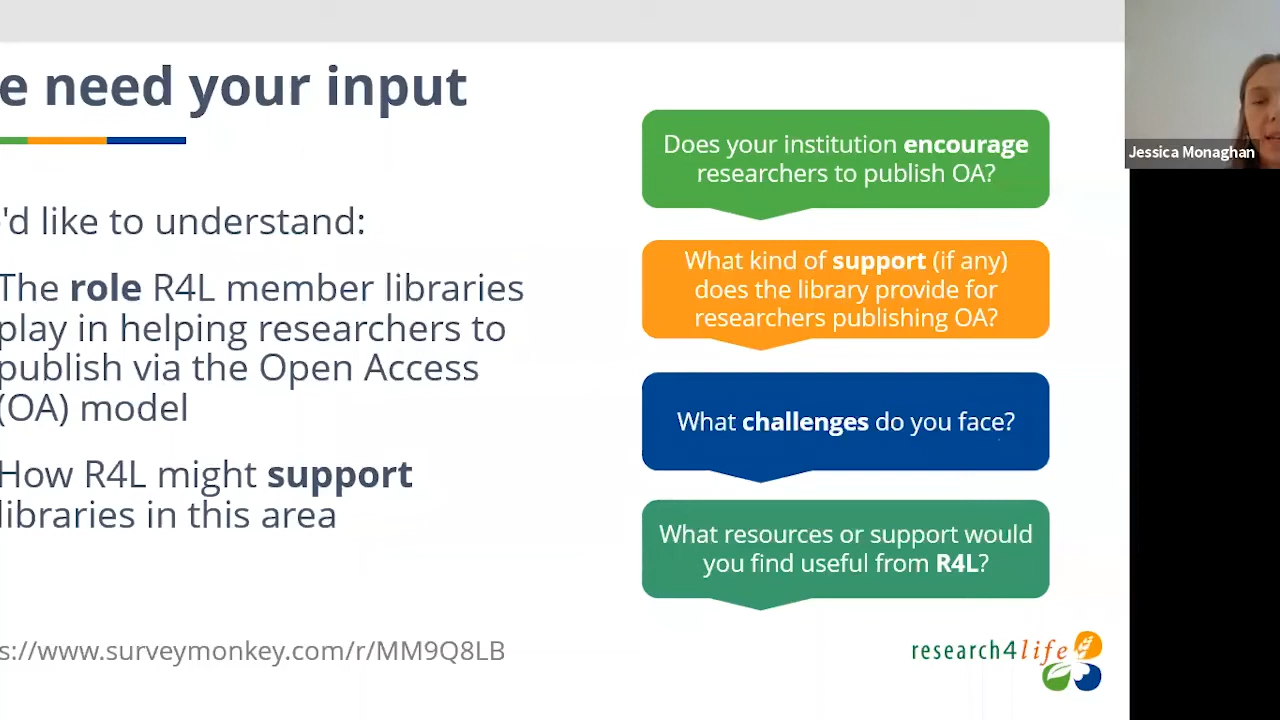 e need your input
'd like to understand:
The role R4L member libraries
play in helping researchers to
publish via the Open Access
(OA) model
How R4L might support
libraries in this area
s://www.surveymonkey.com/r/MM9Q8LB
Does your institution encourage
researchers to publish OA?
What kind of support (if any)
does the library provide for
researchers publishing OA?
What challenges do you face?
What resources or support would
you find useful from R4L?
research4life
Jessica Monaghan